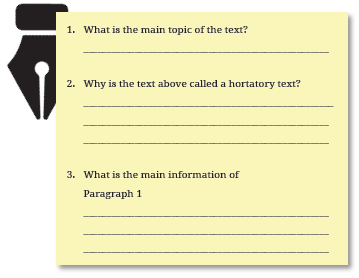 1. What is the main topic of the text?
2. Why is the text above called a hortatory text?
3. What is the main information of
Paragraph 1